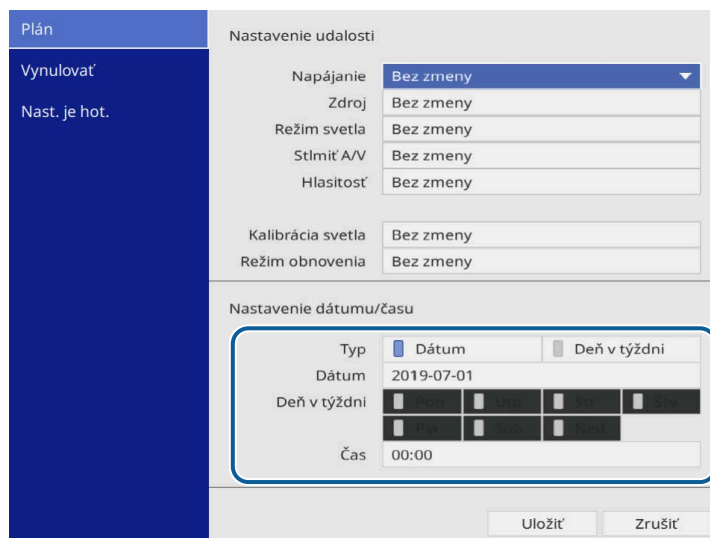 Plán
Vynulovať
Nast. je hot.
Nastavenie udalosti
Napájanie Bez zmeny
Zdroj Bez zmeny
Režim svetla Bez zmeny
Stlmiť A/V Bez zmeny
Hlasitosť Bez zmeny
Kalibrácia svetla Bez zmeny
Režim obnovenia Bez zmeny
Nastavenie dátumu/času
Typ Dátum Deň v týždni
Dátum 2019-07-01
Deň v týždni
Čas 00:00
Uložiť Zrušiť